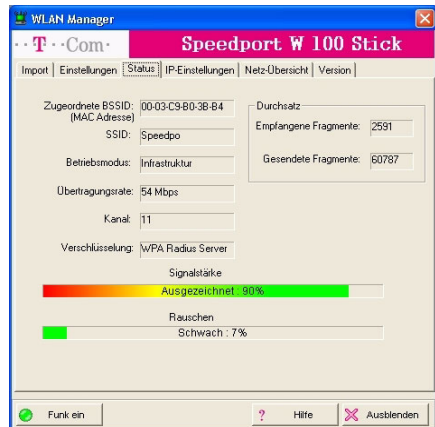 WLAN Manager
··T··Com· Speedport W 100 Stick
Import Einstellungen Status IP-Einstellungen Netz-Übersicht Version
Zugeordnete BSSID: 00-03-C9-B0-3B-B4
(MAC Adresse)
SSID: Speedpo
Betriebsmodus: Infrastruktur
Übertragungsrate: 54 Mbps
Kanal: 11
Verschlüsselung: WPA Radius Server
Durchsatz
Empfangene Fragmente: 2591
Gesendete Fragmente: 60787
Signalstärke
Ausgezeichnet : 90%
Rauschen
Schwach : 7%
Funk ein ? Hilfe Ausblenden